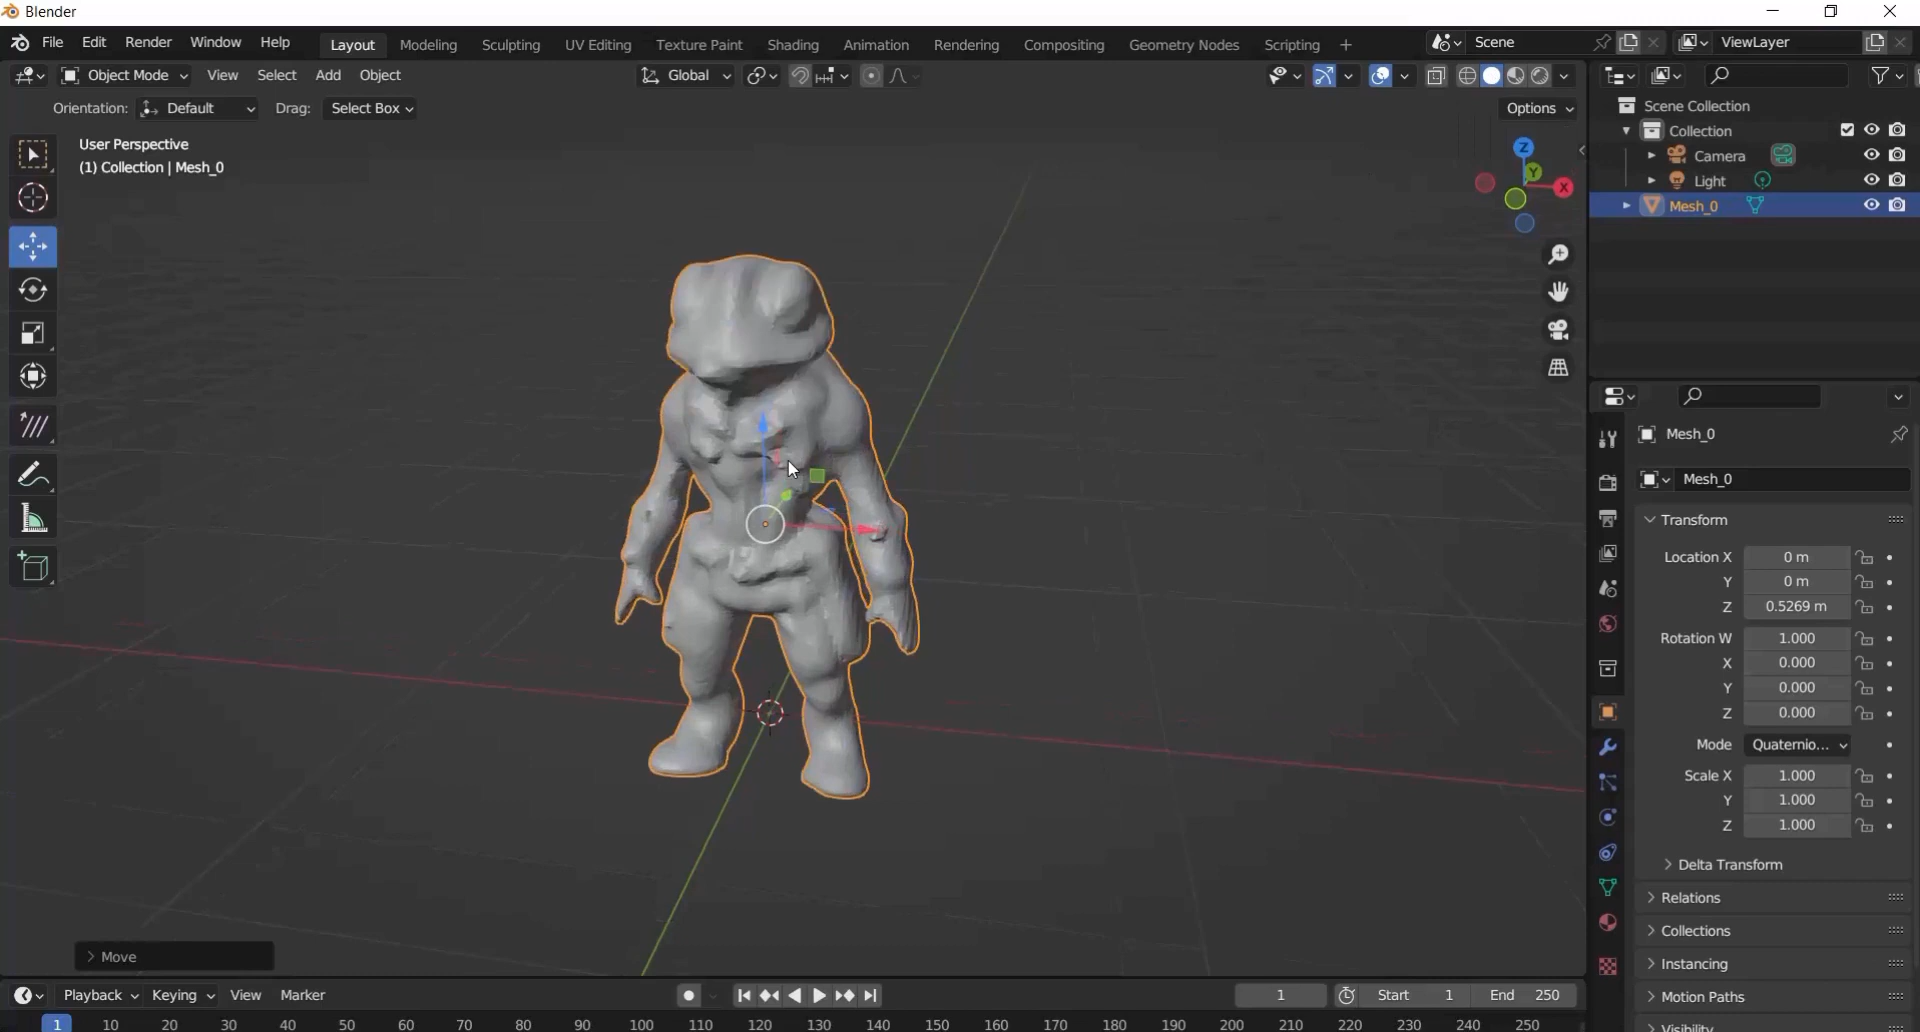 Blender
File Edit Render Window Help Layout Modeling Sculpting UV Editing Texture Paint Shading Animation Rendering Compositing Geometry Nodes Scripting + Scene ViewLayer
Object Mode View Select Add Object Global
Orientation: Default Drag: Select Box Options
User Perspective
(1) Collection | Mesh_0
Z
Y
X
Move
Scene Collection
Collection
Camera
Light
Mesh_0
Mesh_0
Mesh_0
Transform
Location X 0 m
Y 0 m
Z 0.5269 m
Rotation W 1.000
X 0.000
Y 0.000
Z 0.000
Mode Quaternio...
Scale X 1.000
Y 1.000
Z 1.000
Delta Transform
Relations
Collections
Instancing
Motion Paths
Visibility
Playback Keying View Marker 1 Start 1 End 250
1 10 20 30 40 50 60 70 80 90 100 110 120 130 140 150 160 170 180 190 200 210 220 230 240 250